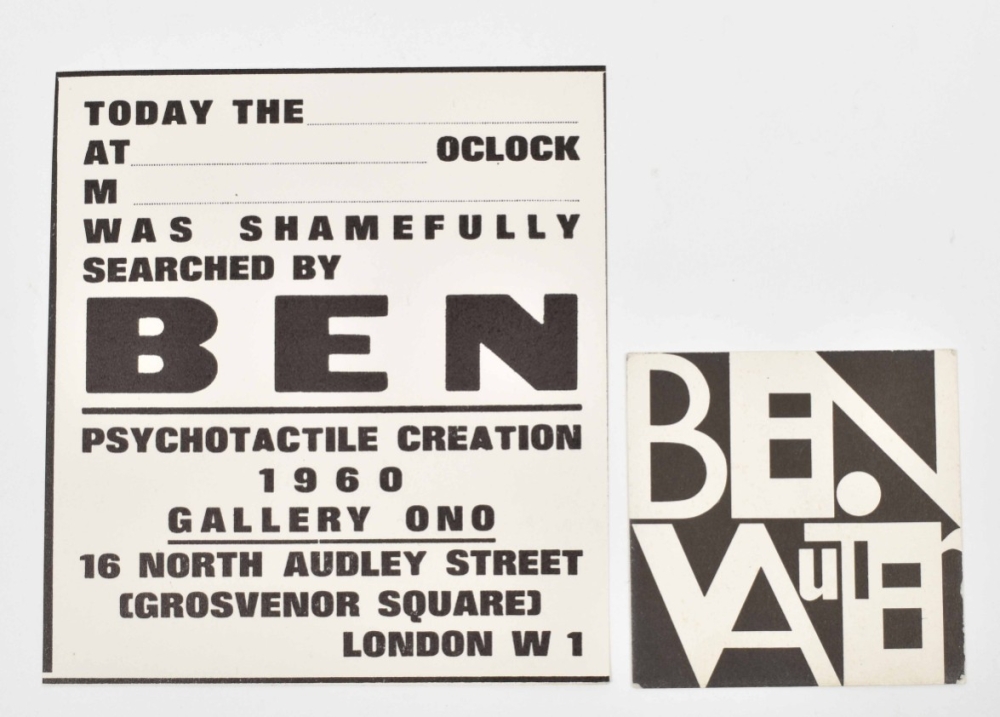 TODAY THE
AT OCLOCK
M
WAS SHAMEFULLY
SEARCHED BY
BEN
PSYCHOTACTILE CREATION
1960
GALLERY ONO
16 NORTH AUDLEY STREET
(GROSVENOR SQUARE)
LONDON W 1
BEN.
VAuTIEr